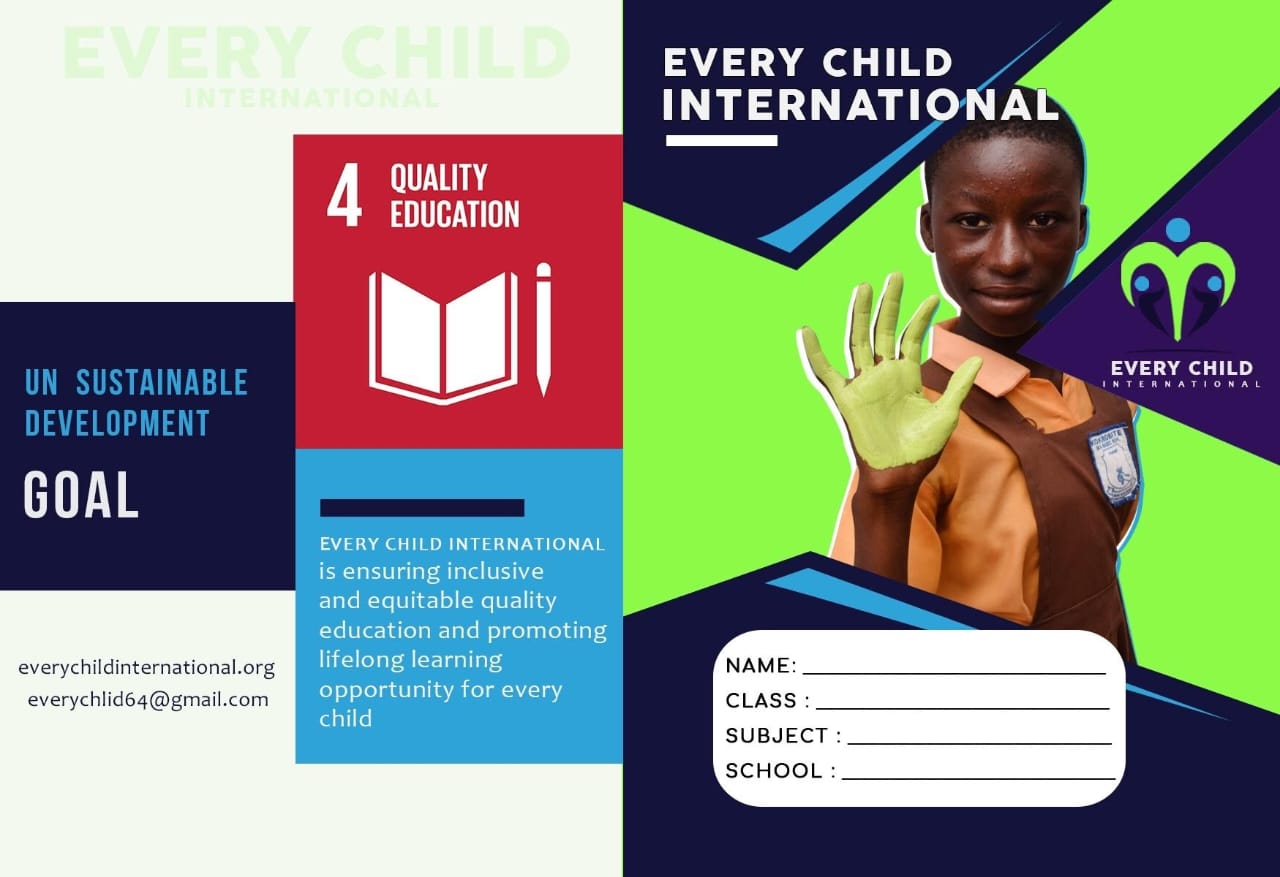 EVERY CHILD
INTERNATIONAL
4 QUALITY
EDUCATION
UN SUSTAINABLE
DEVELOPMENT
GOAL
EVERY CHILD INTERNATIONAL
is ensuring inclusive
and equitable quality
education and promoting
lifelong learning
opportunity for every
child
everychildinternational.org
everychlid64@gmail.com
EVERY CHILD
INTERNATIONAL
EVERY CHILD
INTERNATIONAL
NAME:
CLASS :
SUBJECT :
SCHOOL :